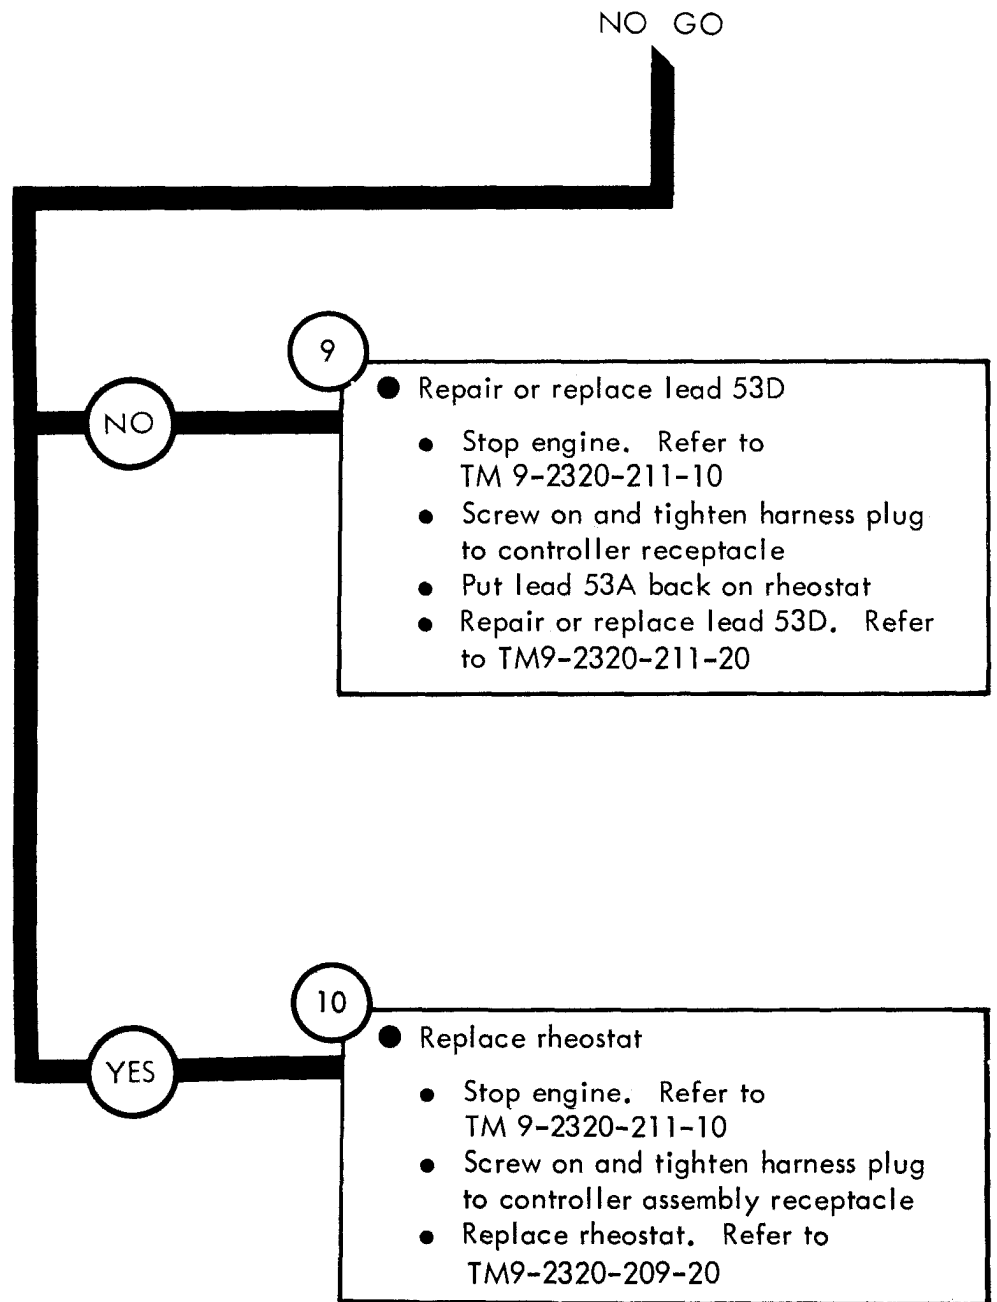 NO GO
9
NO
● Repair or replace lead 53D
● Stop engine. Refer to
TM 9-2320-211-10
● Screw on and tighten harness plug
to controller receptacle
● Put lead 53A back on rheostat
● Repair or replace lead 53D. Refer
to TM9-2320-211-20
10
YES
● Replace rheostat
● Stop engine. Refer to
TM 9-2320-211-10
● Screw on and tighten harness plug
to controller assembly receptacle
● Replace rheostat. Refer to
TM9-2320-209-20